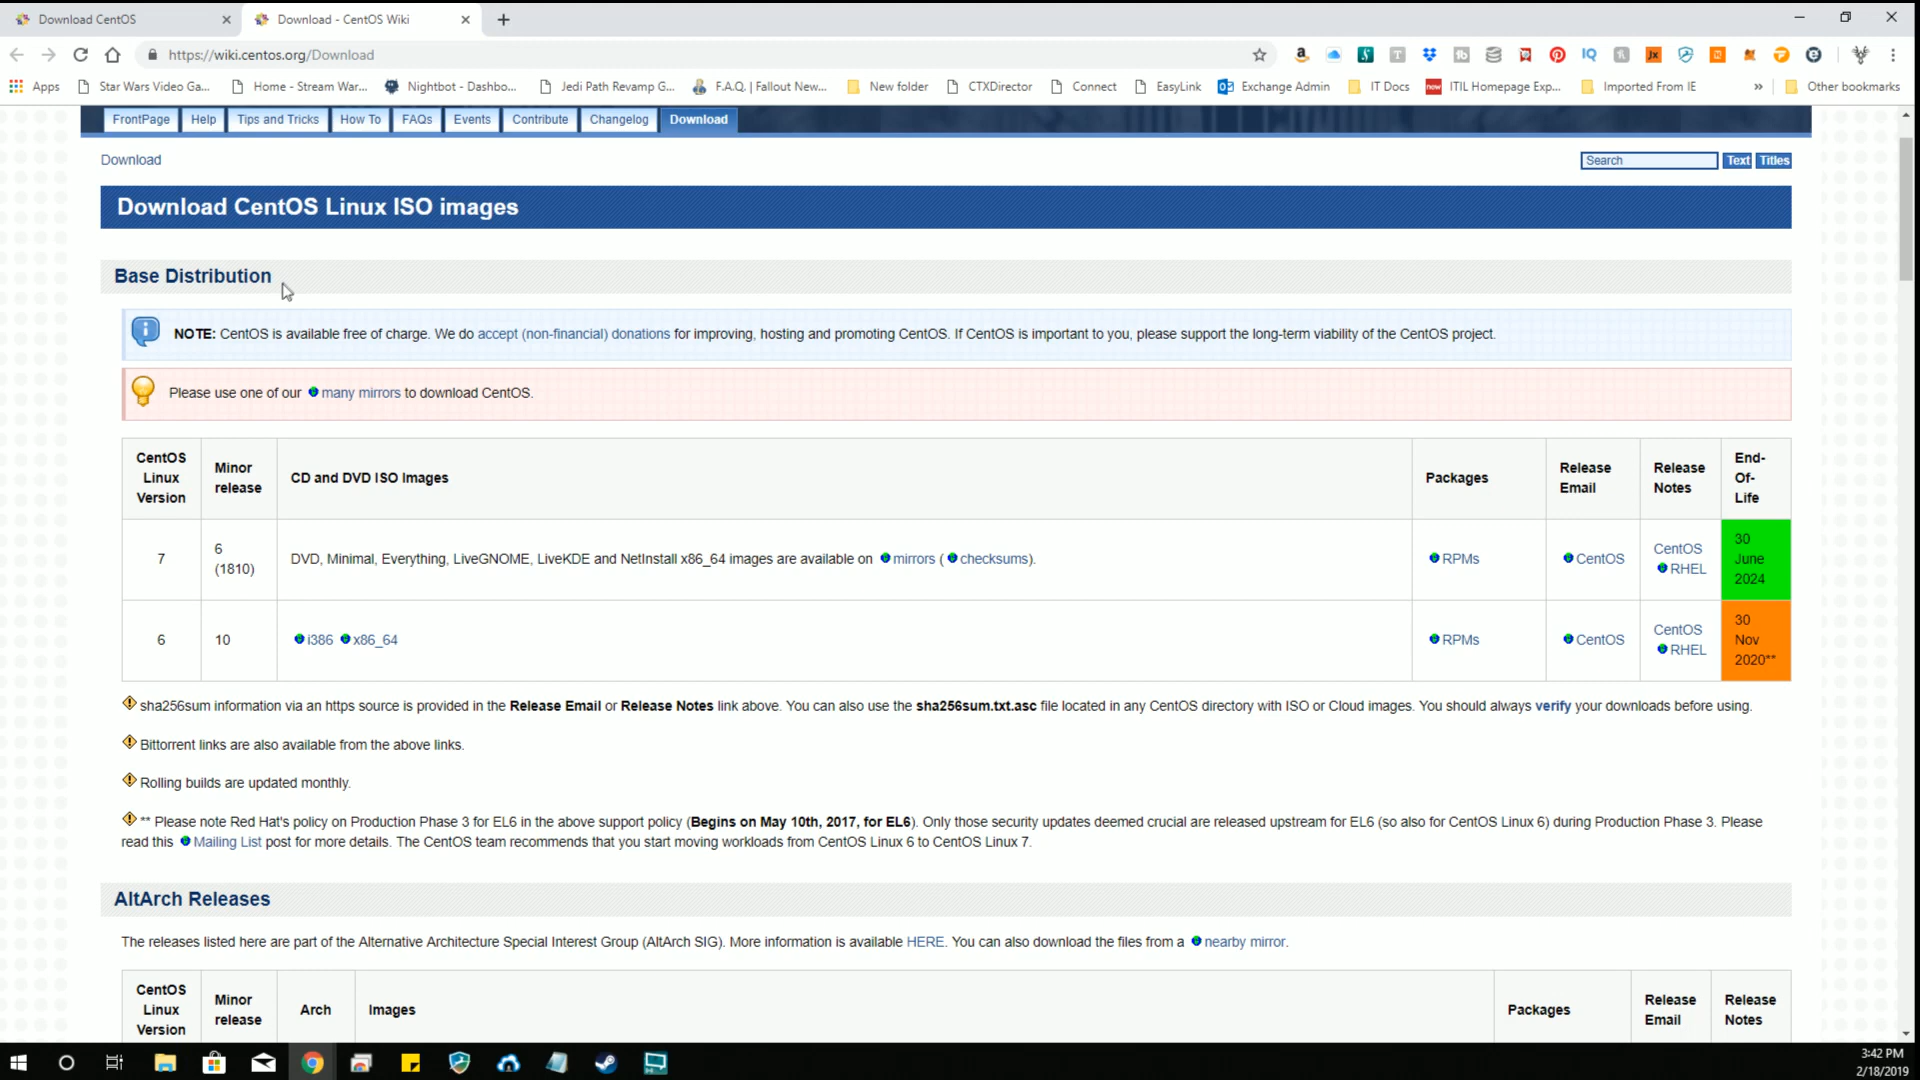 Download CentOS
Download - CentOS Wiki
https://wiki.centos.org/Download
Apps
Star Wars Video Ga...
Home - Stream War...
Nightbot - Dashbo...
Jedi Path Revamp G...
F.A.Q. | Fallout New...
New folder
CTXDirector
Connect
EasyLink
Exchange Admin
IT Docs
ITIL Homepage Exp...
Imported From IE
»
Other bookmarks
FrontPage
Help
Tips and Tricks
How To
FAQs
Events
Contribute
Changelog
Download
Download
Search
Text
Titles
Download CentOS Linux ISO images
Base Distribution
NOTE: CentOS is available free of charge. We do accept (non-financial) donations for improving, hosting and promoting CentOS. If CentOS is important to you, please support the long-term viability of the CentOS project.
Please use one of our many mirrors to download CentOS.
CentOS
Linux
Version
Minor
release
CD and DVD ISO Images
Packages
Release
Email
Release
Notes
End-
Of-
Life
7
6
(1810)
DVD, Minimal, Everything, LiveGNOME, LiveKDE and NetInstall x86_64 images are available on mirrors ( checksums).
RPMs
CentOS
CentOS
RHEL
30
June
2024
6
10
i386 x86_64
RPMs
CentOS
CentOS
RHEL
30
Nov
2020**
sha256sum information via an https source is provided in the Release Email or Release Notes link above. You can also use the sha256sum.txt.asc file located in any CentOS directory with ISO or Cloud images. You should always verify your downloads before using.
Bittorrent links are also available from the above links.
Rolling builds are updated monthly.
** Please note Red Hat's policy on Production Phase 3 for EL6 in the above support policy (Begins on May 10th, 2017, for EL6). Only those security updates deemed crucial are released upstream for EL6 (so also for CentOS Linux 6) during Production Phase 3. Please
read this Mailing List post for more details. The CentOS team recommends that you start moving workloads from CentOS Linux 6 to CentOS Linux 7.
AltArch Releases
The releases listed here are part of the Alternative Architecture Special Interest Group (AltArch SIG). More information is available HERE. You can also download the files from a nearby mirror.
CentOS
Linux
Version
Minor
release
Arch
Images
Packages
Release
Email
Release
Notes
3:42 PM
2/18/2019